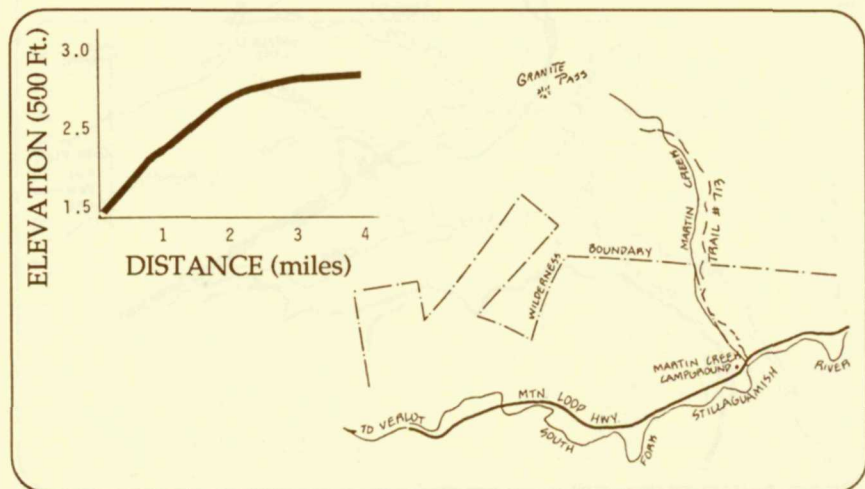 ELEVATION (500 Ft.)
3.0
2.5
1.5
1 2 3 4
DISTANCE (miles)
GRANITE
PASS
MARTIN CREEK
TRAIL # 713
WILDERNESS
BOUNDARY
MARTIN CREEK
CAMPGROUND
RIVER
STILLAGUAMISH
MTN. LOOP HWY.
TO VERLOT
SOUTH
FORK